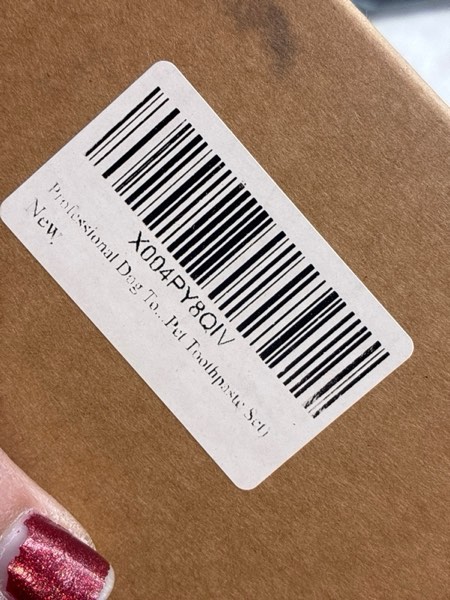 X004PY8QIV
Professional Dog To...Pet Toothpaste Set)
New